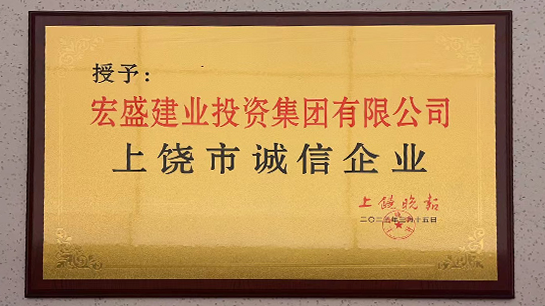 授予：
宏盛建业投资集团有限公司
上饶市诚信企业
上饶晚报